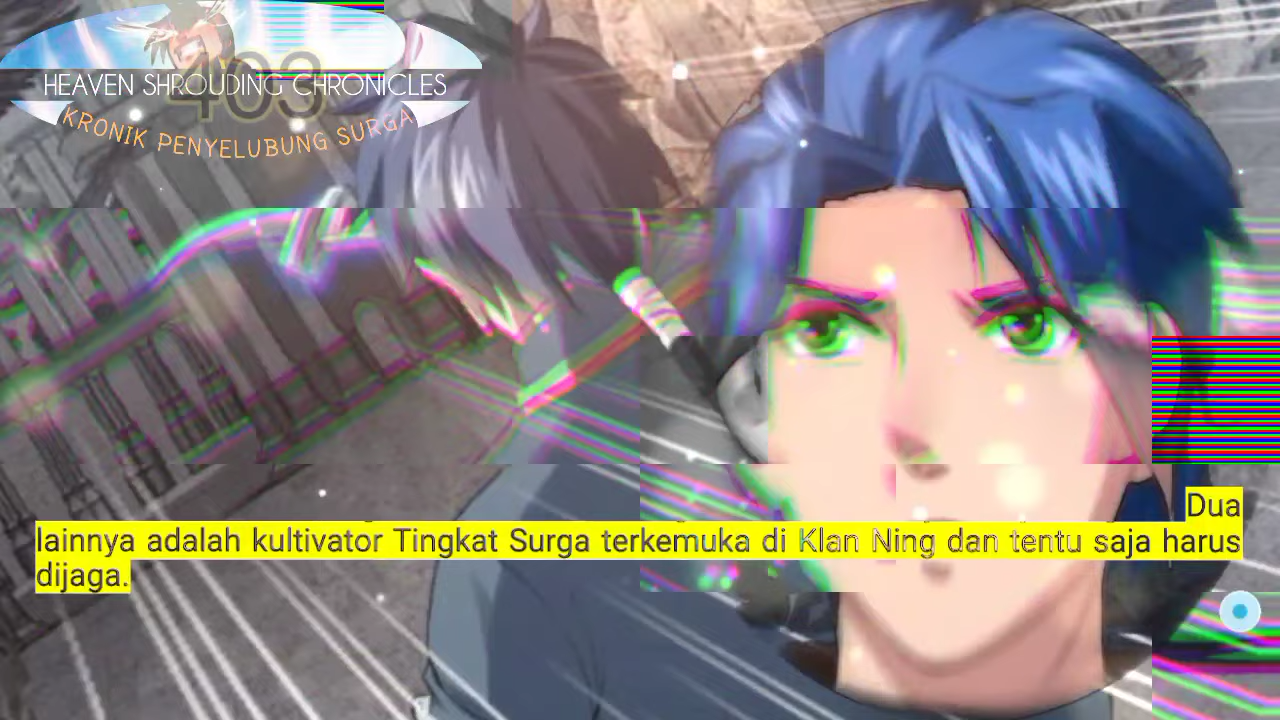 403
HEAVEN SHROUDING CHRONICLES
KRONIK PENYELUBUNG SURGA
Dua
lainnya adalah kultivator Tingkat Surga terkemuka di Klan Ning dan tentu saja harus
dijaga.